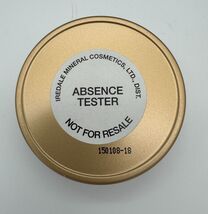 IREDALE MINERAL COSMETICS, LTD., DIST.
ABSENCE
TESTER
NOT FOR RESALE
150108-18